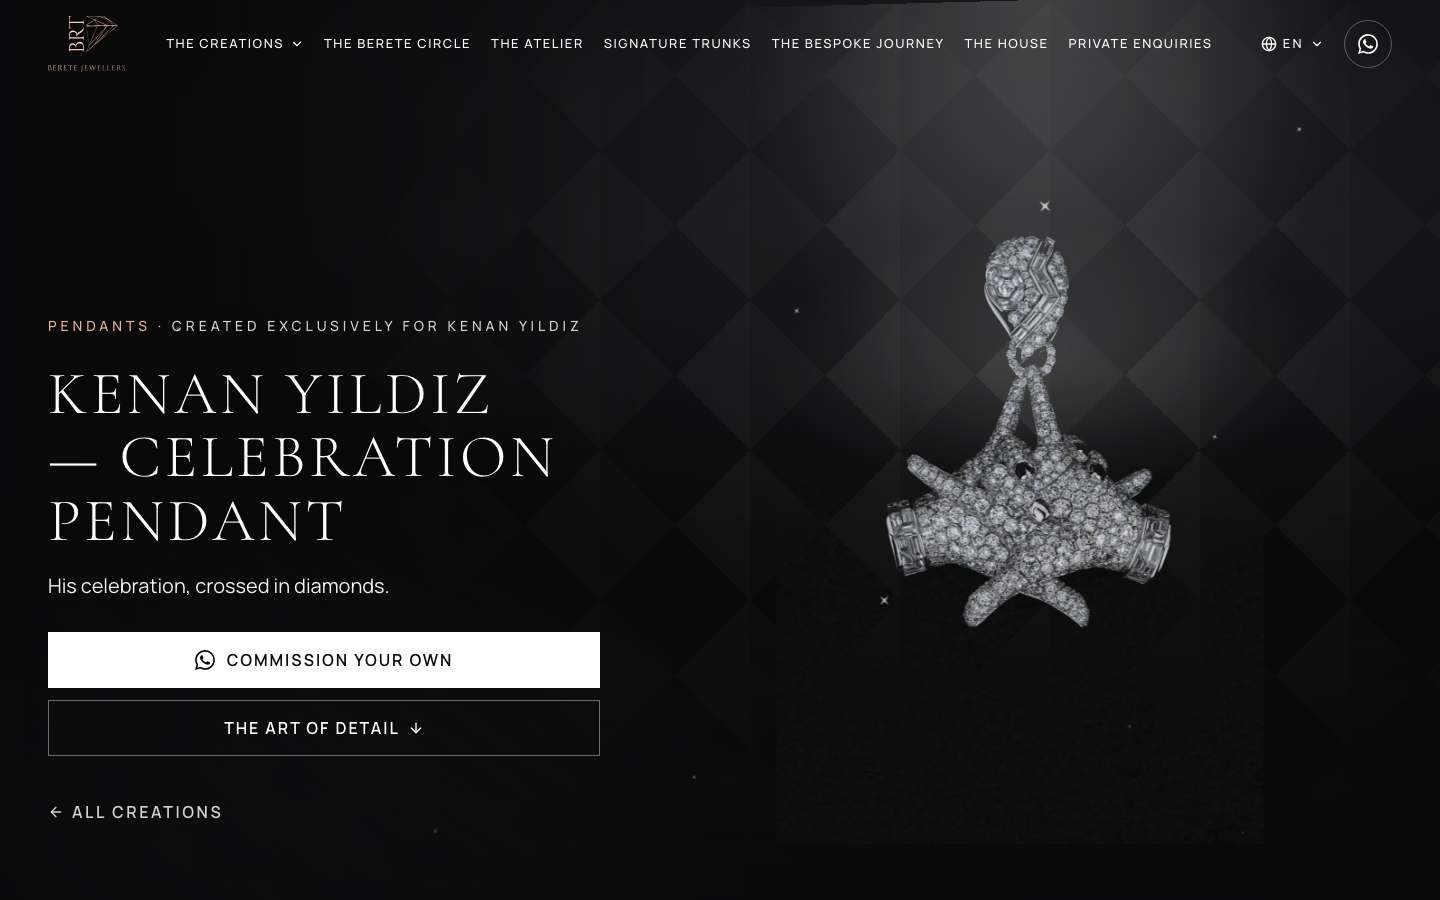 BRT
BERETE JEWELLERS
THE CREATIONS
THE BERETE CIRCLE
THE ATELIER
SIGNATURE TRUNKS
THE BESPOKE JOURNEY
THE HOUSE
PRIVATE ENQUIRIES
EN
PENDANTS · CREATED EXCLUSIVELY FOR KENAN YILDIZ
KENAN YILDIZ
— CELEBRATION
PENDANT
His celebration, crossed in diamonds.
COMMISSION YOUR OWN
THE ART OF DETAIL ↓
← ALL CREATIONS